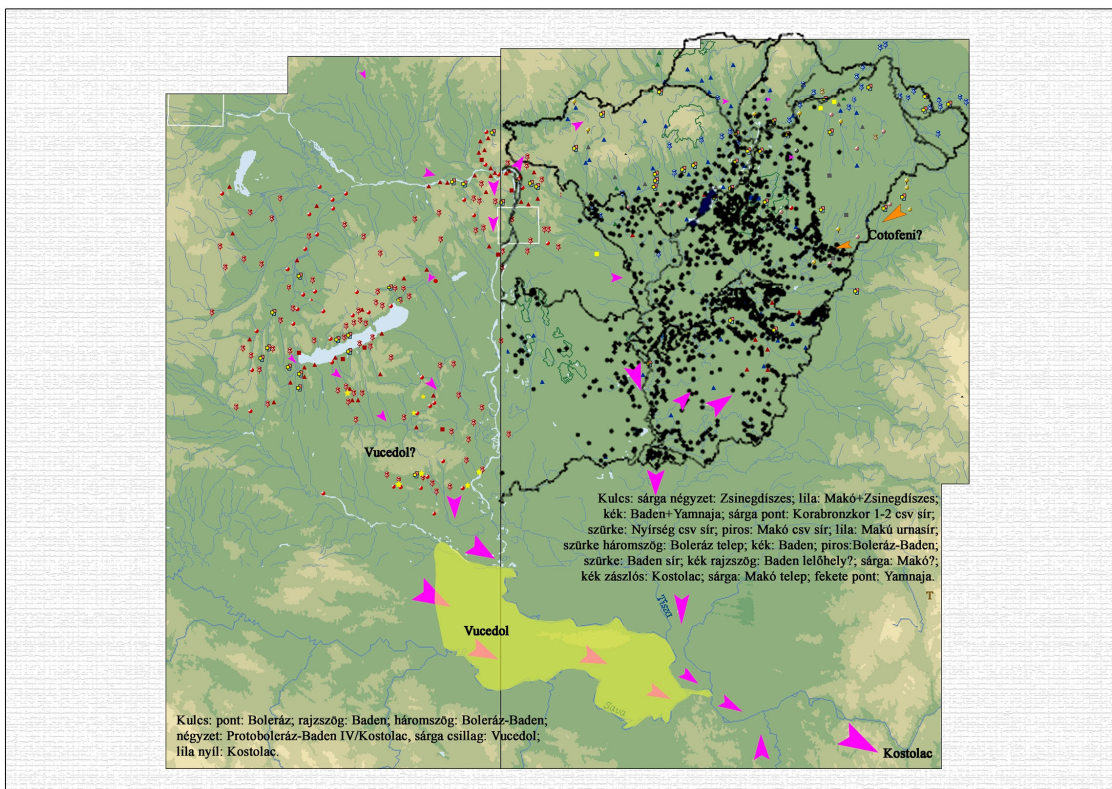 Cotofeni?
Vucedol?
Kulcs: sárga négyzet: Zsinegdíszes; lila: Makó+Zsinegdíszes;
kék: Baden+Yamnaja; sárga pont: Korabronzkor 1-2 csv sír;
szürke: Nyírség csv sír; piros: Makó csv sír; lila: Makú urnasír;
szürke háromszög: Boleráz telep; kék: Baden; piros:Boleráz-Baden;
szürke: Baden sír; kék rajzszög: Baden lelőhely?; sárga: Makó?;
kék zászlós: Kostolac; sárga: Makó telep; fekete pont: Yamnaja.
T
Tisza
Vucedol
Sava
Kulcs: pont: Boleráz; rajzszög: Baden; háromszög: Boleráz-Baden;
négyzet: Protoboleráz-Baden IV/Kostolac, sárga csillag: Vucedol;
lila nyíl: Kostolac.
Kostolac